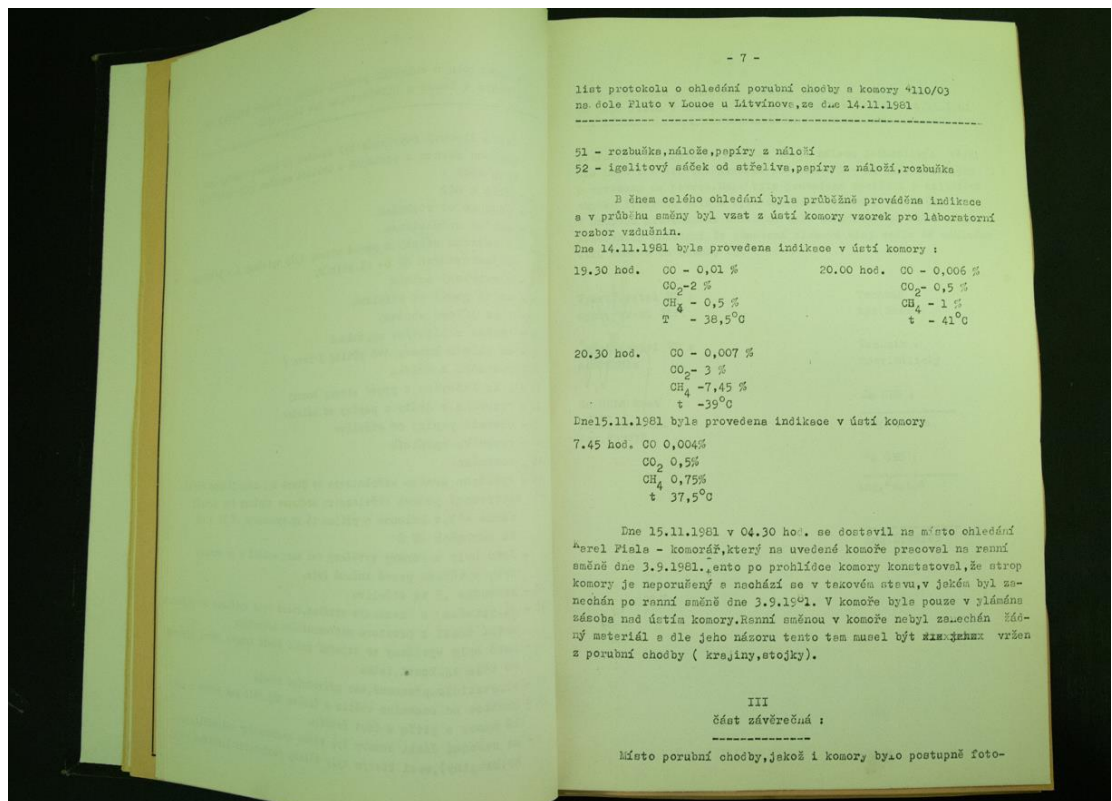 - 7 -
list protokolu o ohledání porubní chodby a komory 4110/03
na dole Pluto v Louce u Litvínova,ze dne 14.11.1981
51 - rozbuňka,nálože,papíry z náloží
52 - igelitový sáček od střeliva,papíry z náloží,rozbuňka
B ěhem celého ohledání byla průběžně prováděna indikace
a v průběhu směny byl vzat z ústí komory vzorek pro láboratorní
rozbor vzdušnin.
Dne 14.11.1981 byla provedena indikace v ústí komory :
19.30 hod. CO - 0,01 % 20.00 hod. CO - 0,006 %
CO2-2 % CO2- 0,5 %
CH4 - 0,5 % CH4 - 1 %
T - 38,5°C t - 41°C
20.30 hod. CO - 0,007 %
CO2- 3 %
CH4 -7,45 %
t -39°C
Dne15.11.1981 byla provedena indikace v ústí komory
7.45 hod. CO 0,004%
CO2 0,5%
CH4 0,75%
t 37,5°C
Dne 15.11.1981 v 04.30 hod. se dostavil na místo ohledání
Karel Fiala - komorář,který na uvedené komoře pracoval na ranní
směně dne 3.9.1981.Tento po prohlídce komory konstatoval,že strop
komory je neporušený a nachází se v takovém stavu,v jakém byl za-
nechán po ranní směně dne 3.9.1981. V komoře byla pouze v ylámána
zásoba nad ústím komory.Ranní směnou v komoře nebyl zanechán žád-
ný materiál a dle jeho názoru tento tam musel být vržen
z porubní chodby ( krajiny,stojky).
III
část závěrečná :
Místo porubní chodby,jakož i komory bylo postupně foto-